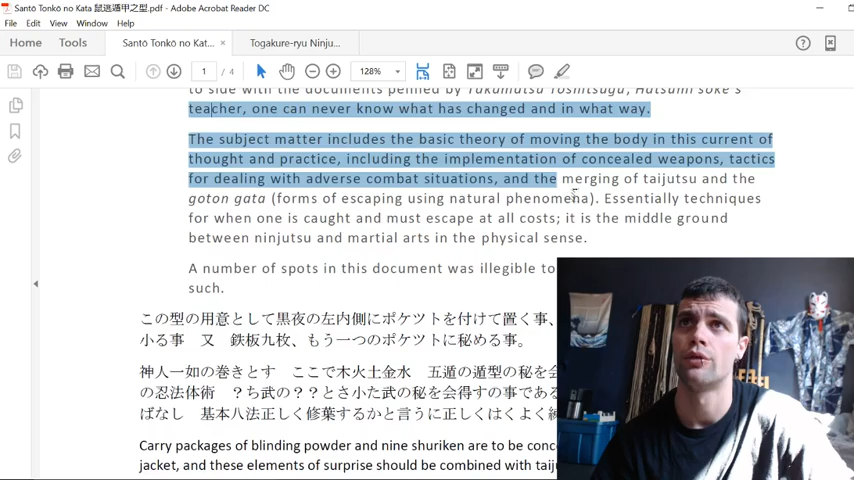 Santō Tonkō no Kata 鼠逃遁甲之型.pdf - Adobe Acrobat Reader DC
File Edit View Window Help
Home Tools Santō Tonkō no Kat... × Togakure-ryu Ninju...
1 / 4 128%
to side with the documents penned by Takamatsu Toshitsugu, Hatsumi sōke's
teacher, one can never know what has changed and in what way.
The subject matter includes the basic theory of moving the body in this current of
thought and practice, including the implementation of concealed weapons, tactics
for dealing with adverse combat situations, and the merging of taijutsu and the
goton gata (forms of escaping using natural phenomena). Essentially techniques
for when one is caught and must escape at all costs; it is the middle ground
between ninjutsu and martial arts in the physical sense.
A number of spots in this document was illegible to
such.
この型の用意として黒夜の左内側にポケツトを付けて置く事、
小る事 又 鉄板九枚、もう一つのポケツトに秘める事。
神人一如の巻きとす ここで木火土金水 五遁の遁型の秘を会
の忍法体術 ?ち武の??とさ小た武の秘を会得すの事である
ばなし 基本八法正しく修葉するかと言うに正しくはくよく練
Carry packages of blinding powder and nine shuriken are to be conc
jacket, and these elements of surprise should be combined with taiju